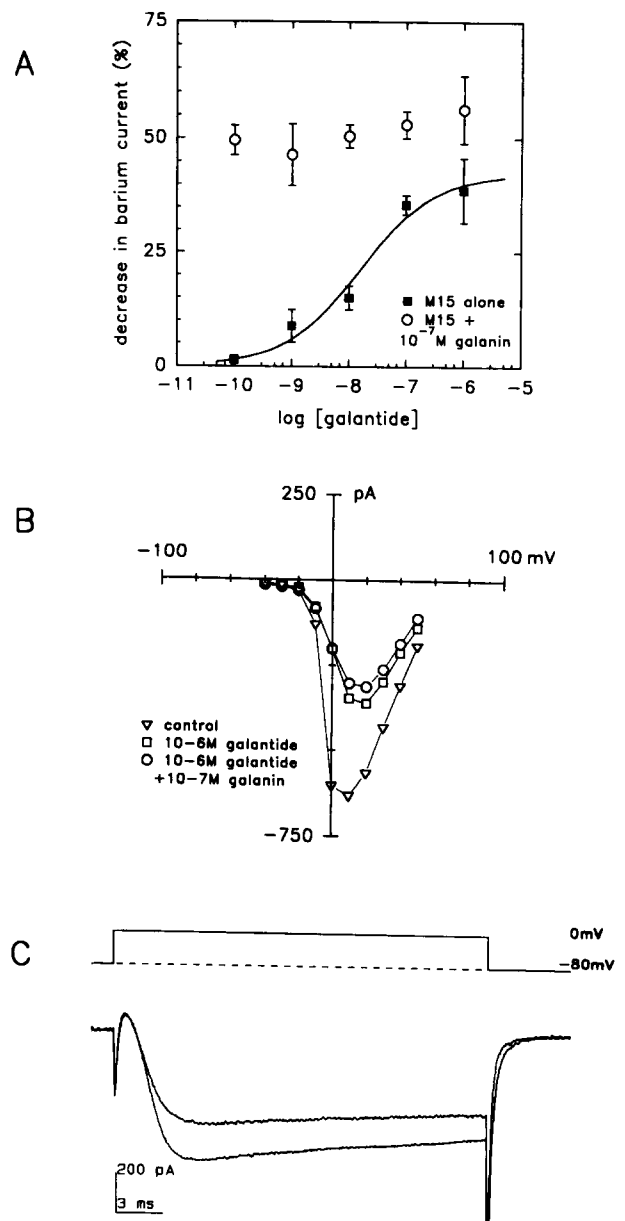 A
decrease in barium current (%)
75
50
25
0
■ M15 alone
○ M15 +
10⁻⁷M galanin
−11 −10 −9 −8 −7 −6 −5
log [galantide]
B
250 pA
−100
100 mV
▽ control
□ 10−6M galantide
○ 10−6M galantide
+10−7M galanin
−750
C
0mV
−80mV
200 pA
3 ms